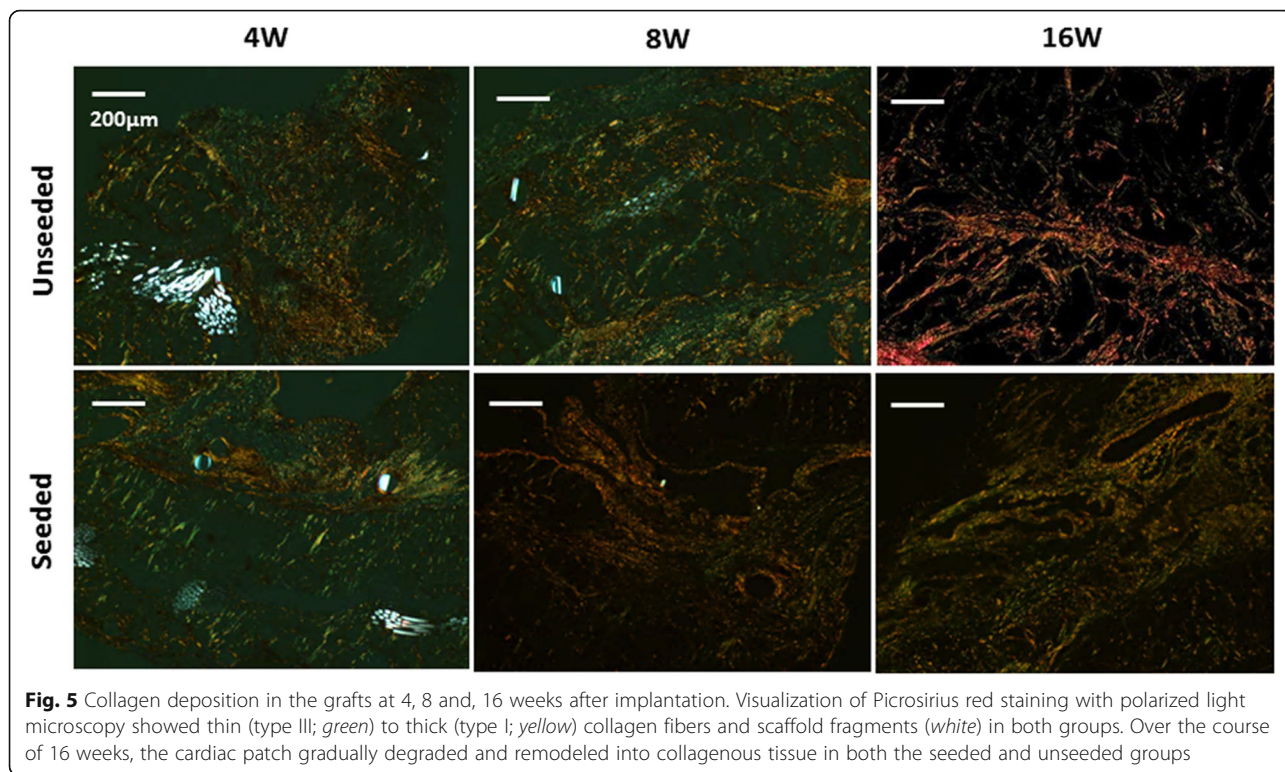 4W 8W 16W
Unseeded
200µm
Seeded
Fig. 5 Collagen deposition in the grafts at 4, 8 and, 16 weeks after implantation. Visualization of Picrosirius red staining with polarized light
microscopy showed thin (type III; green) to thick (type I; yellow) collagen fibers and scaffold fragments (white) in both groups. Over the course
of 16 weeks, the cardiac patch gradually degraded and remodeled into collagenous tissue in both the seeded and unseeded groups